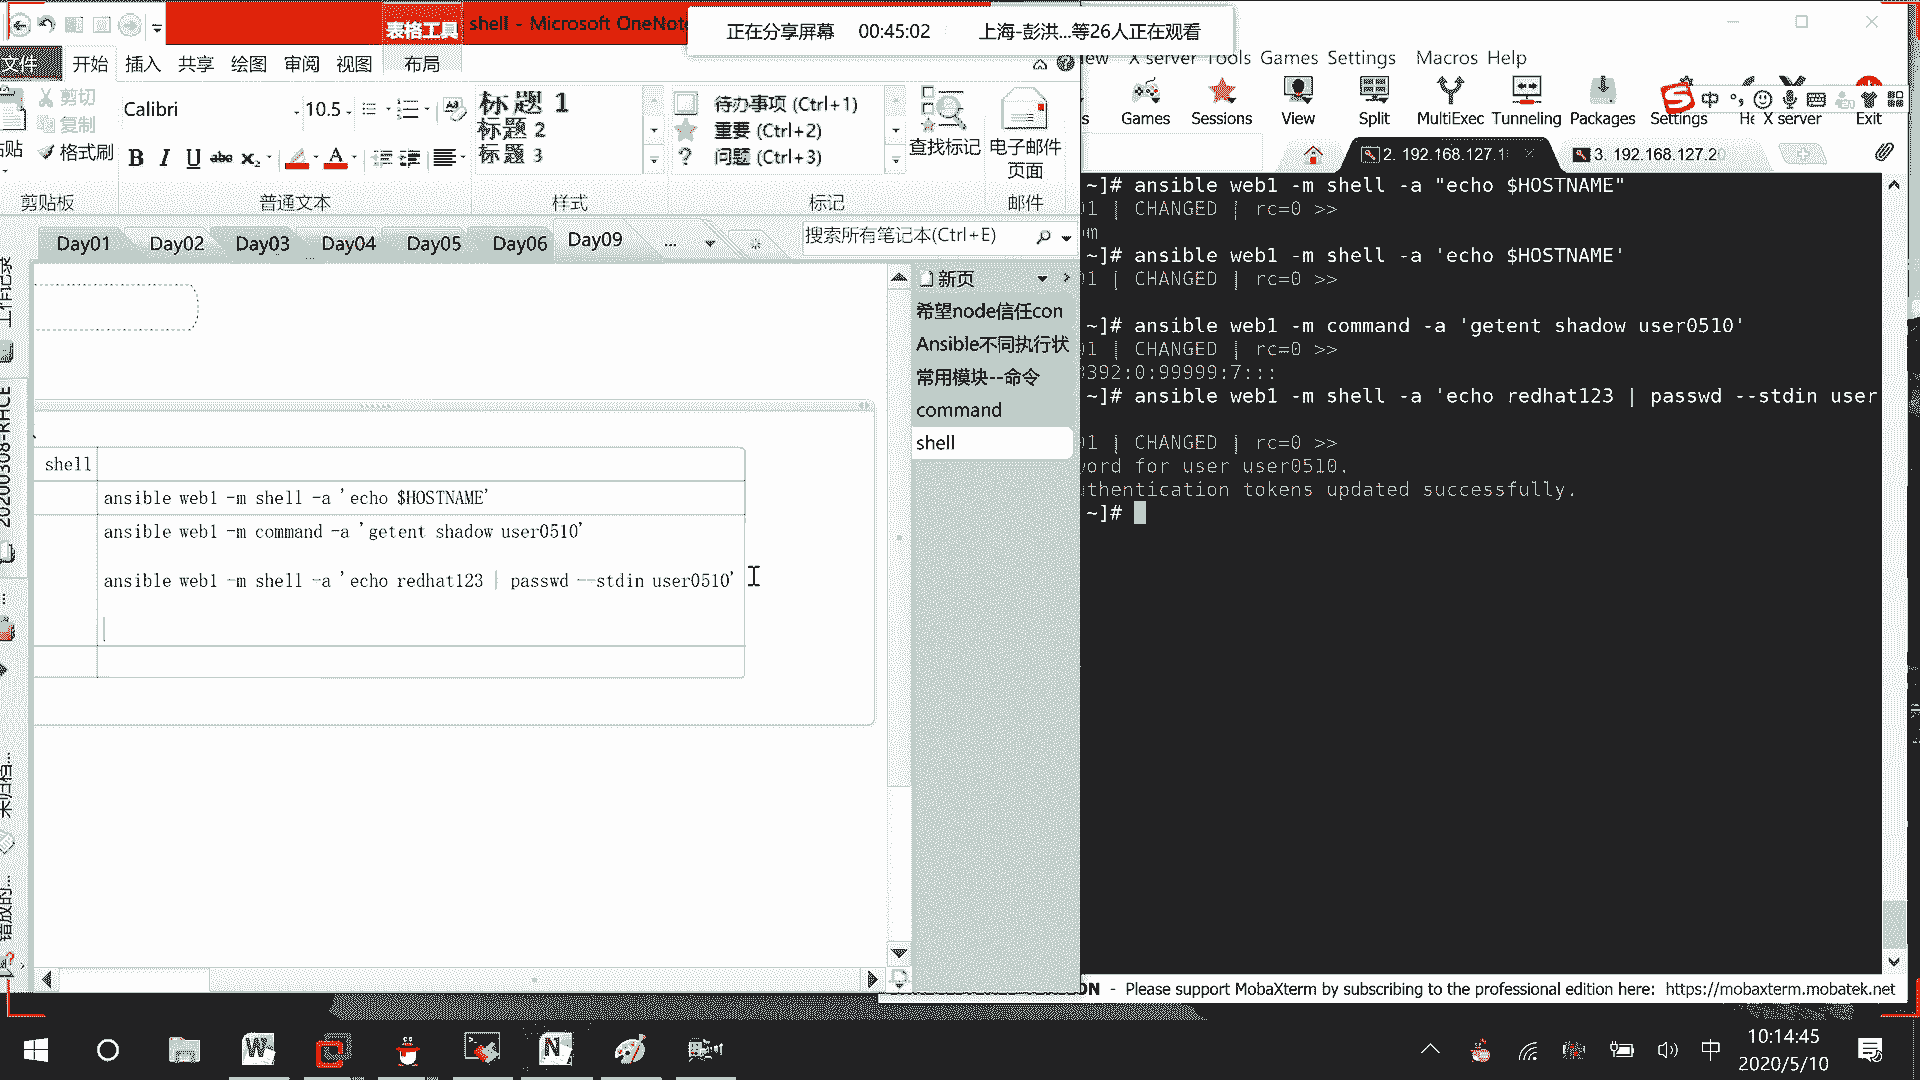 表格工具
shell - Microsoft OneNot
正在分享屏幕 00:45:02 上海-彭洪...等26人正在观看
文件 开始 插入 共享 绘图 审阅 视图 布局
剪切
复制
格式刷
剪贴板
Calibri 10.5
B I U abc x₂ A
普通文本
标题 1
标题 2
标题 3
样式
待办事项 (Ctrl+1)
重要 (Ctrl+2)
问题 (Ctrl+3)
标记
查找标记
电子邮件
页面
邮件
Day01 Day02 Day03 Day04 Day05 Day06 Day09 ...
搜索所有笔记本(Ctrl+E)
新页
希望node信任con
Ansible不同执行状
常用模块--命令
command
shell
工作记录
20200308-RHCE
shell
ansible web1 -m shell -a 'echo $HOSTNAME'
ansible web1 -m command -a 'getent shadow user0510'
ansible web1 -m shell -a 'echo redhat123 | passwd --stdin user0510'
X server Tools Games Settings Macros Help
Games Sessions View Split MultiExec Tunneling Packages Settings X server Exit
中
2. 192.168.127.1
3. 192.168.127.20
~]# ansible web1 -m shell -a "echo $HOSTNAME"
1 | CHANGED | rc=0 >>
m
~]# ansible web1 -m shell -a 'echo $HOSTNAME'
1 | CHANGED | rc=0 >>
~]# ansible web1 -m command -a 'getent shadow user0510'
1 | CHANGED | rc=0 >>
392:0:99999:7:::
~]# ansible web1 -m shell -a 'echo redhat123 | passwd --stdin user
1 | CHANGED | rc=0 >>
ord for user user0510.
thentication tokens updated successfully.
~]#
ON - Please support MobaXterm by subscribing to the professional edition here: https://mobaxterm.mobatek.net
中
10:14:45
2020/5/10